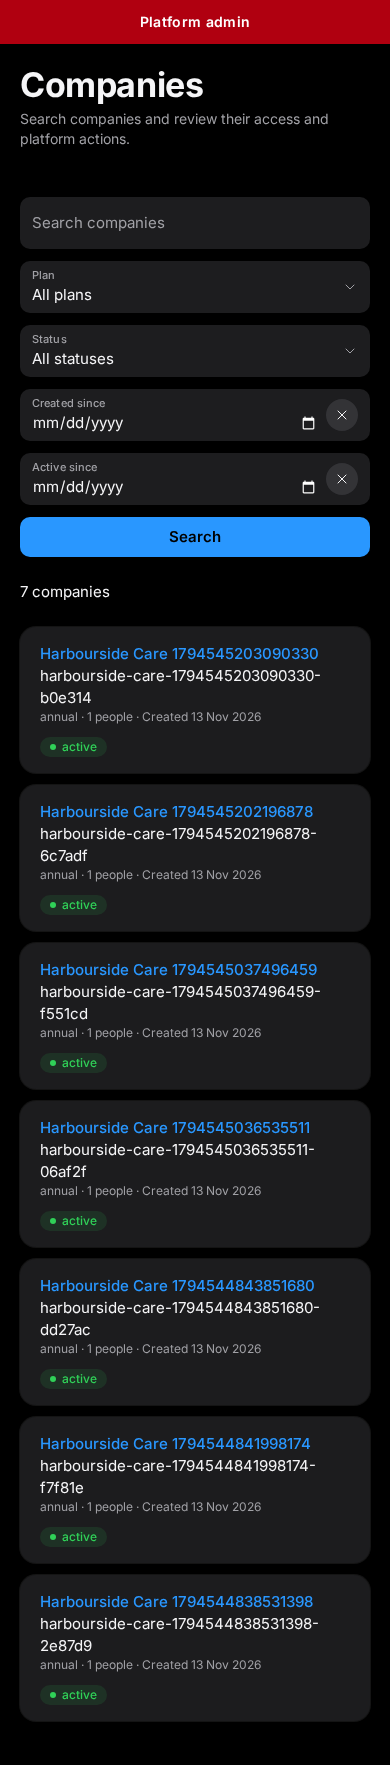 Platform admin
Companies
Search companies and review their access and
platform actions.
Search companies
Plan
All plans
Status
All statuses
Created since
mm/dd/yyyy
Active since
mm/dd/yyyy
Search
7 companies
Harbourside Care 1794545203090330
harbourside-care-1794545203090330-
b0e314
annual · 1 people · Created 13 Nov 2026
active
Harbourside Care 1794545202196878
harbourside-care-1794545202196878-
6c7adf
annual · 1 people · Created 13 Nov 2026
active
Harbourside Care 1794545037496459
harbourside-care-1794545037496459-
f551cd
annual · 1 people · Created 13 Nov 2026
active
Harbourside Care 1794545036535511
harbourside-care-1794545036535511-
06af2f
annual · 1 people · Created 13 Nov 2026
active
Harbourside Care 1794544843851680
harbourside-care-1794544843851680-
dd27ac
annual · 1 people · Created 13 Nov 2026
active
Harbourside Care 1794544841998174
harbourside-care-1794544841998174-
f7f81e
annual · 1 people · Created 13 Nov 2026
active
Harbourside Care 1794544838531398
harbourside-care-1794544838531398-
2e87d9
annual · 1 people · Created 13 Nov 2026
active